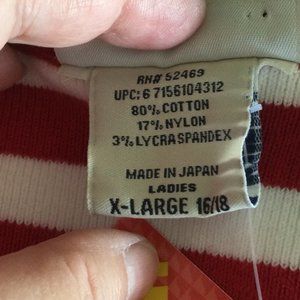 RN# 52469
UPC: 6 7156104312
80% COTTON
17% NYLON
3% LYCRA SPANDEX
MADE IN JAPAN
LADIES
X-LARGE 16/18